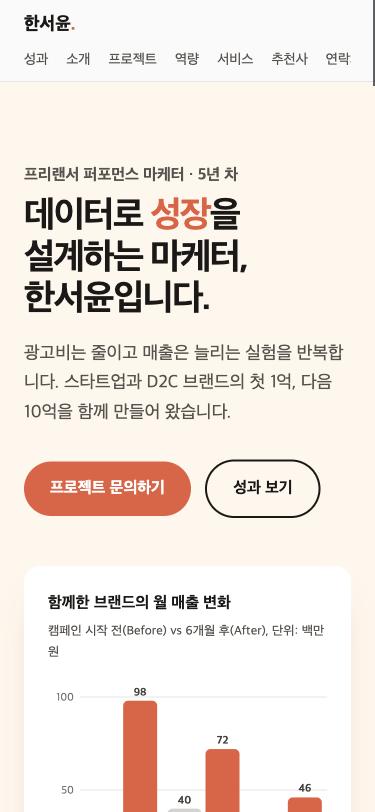 한서윤.
성과 소개 프로젝트 역량 서비스 추천사 연락
프리랜서 퍼포먼스 마케터 · 5년 차
데이터로 성장을
설계하는 마케터,
한서윤입니다.
광고비는 줄이고 매출은 늘리는 실험을 반복합
니다. 스타트업과 D2C 브랜드의 첫 1억, 다음
10억을 함께 만들어 왔습니다.
프로젝트 문의하기 성과 보기
함께한 브랜드의 월 매출 변화
캠페인 시작 전(Before) vs 6개월 후(After), 단위: 백만
원
98
100
72
46
50
40